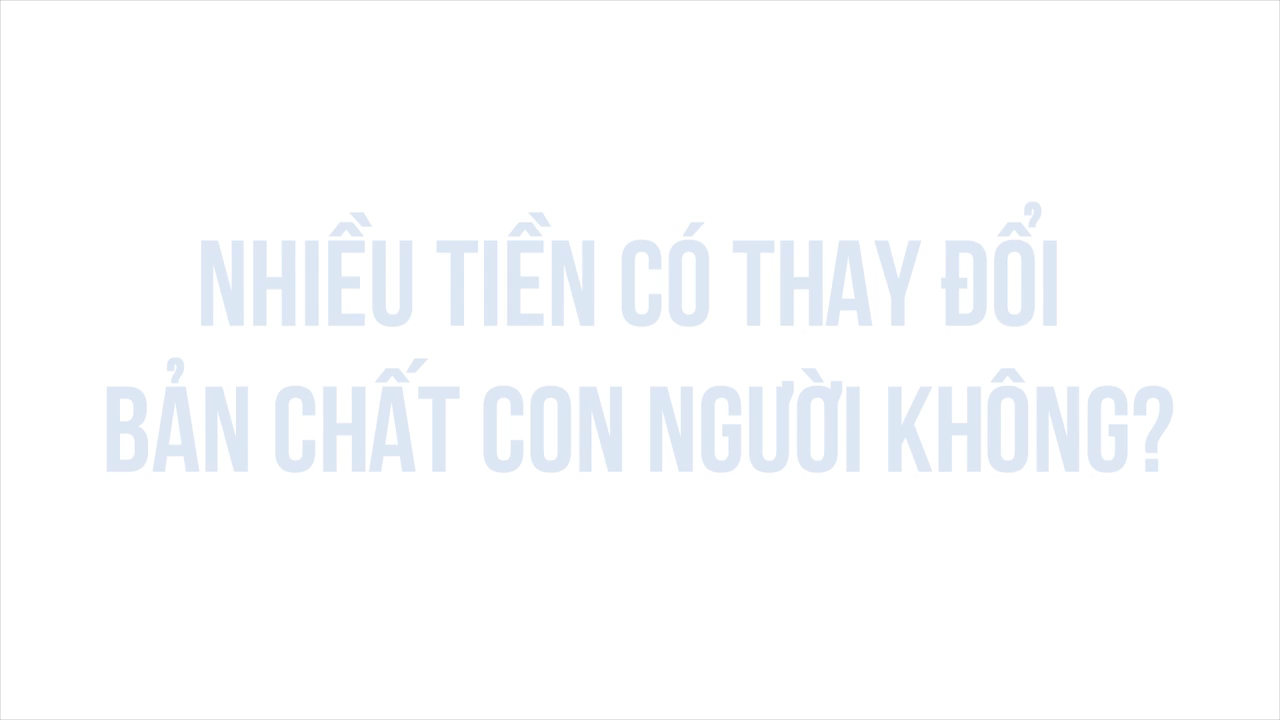 NHIỀU TIỀN CÓ THAY ĐỔI
BẢN CHẤT CON NGƯỜI KHÔNG?